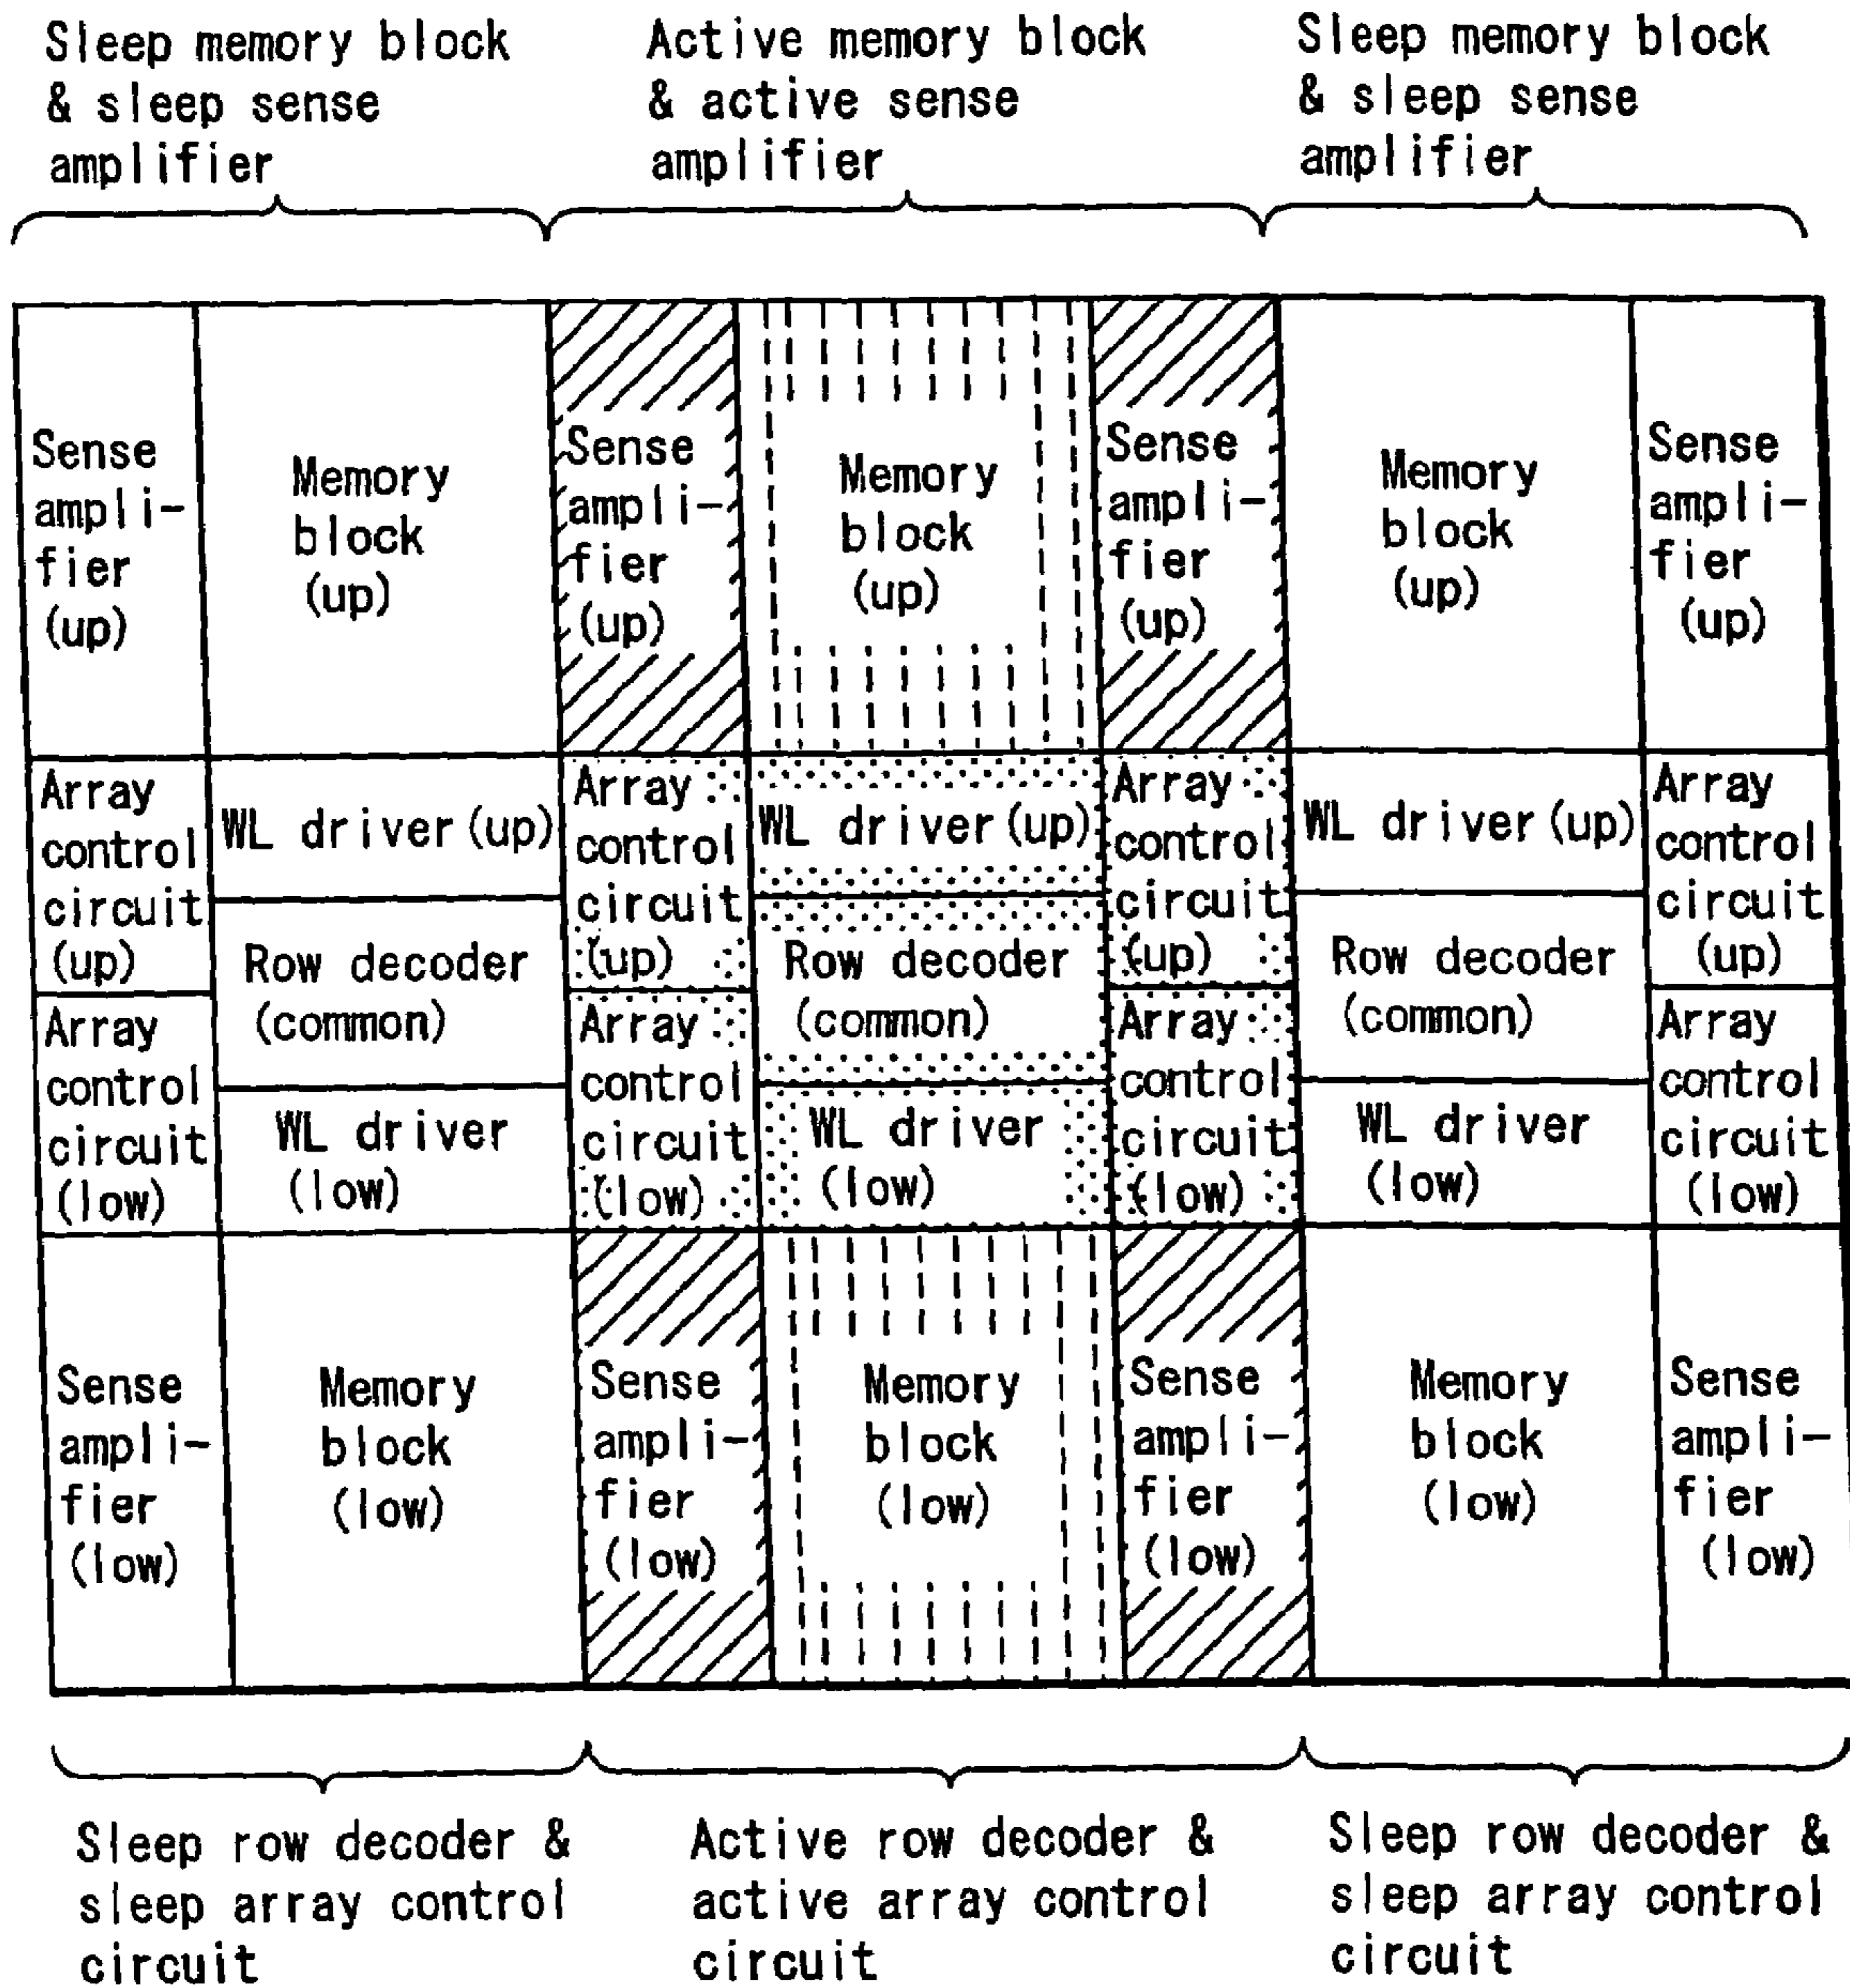 Sleep memory block
& sleep sense
amplifier
Active memory block
& active sense
amplifier
Sleep memory block
& sleep sense
amplifier
Sense
ampli-
fier
(up)
Memory
block
(up)
Sense
ampli-
fier
(up)
Memory
block
(up)
Sense
ampli-
fier
(up)
Memory
block
(up)
Sense
ampli-
fier
(up)
Array
control
circuit
(up)
WL driver(up)
Array
control
circuit
(up)
WL driver(up)
Array
control
circuit
(up)
WL driver(up)
Array
control
circuit
(up)
Row decoder
(common)
Row decoder
(common)
Row decoder
(common)
Array
control
circuit
(low)
WL driver
(low)
Array
control
circuit
(low)
WL driver
(low)
Array
control
circuit
(low)
WL driver
(low)
Array
control
circuit
(low)
Sense
ampli-
fier
(low)
Memory
block
(low)
Sense
ampli-
fier
(low)
Memory
block
(low)
Sense
ampli-
fier
(low)
Memory
block
(low)
Sense
ampli-
fier
(low)
Sleep row decoder &
sleep array control
circuit
Active row decoder &
active array control
circuit
Sleep row decoder &
sleep array control
circuit